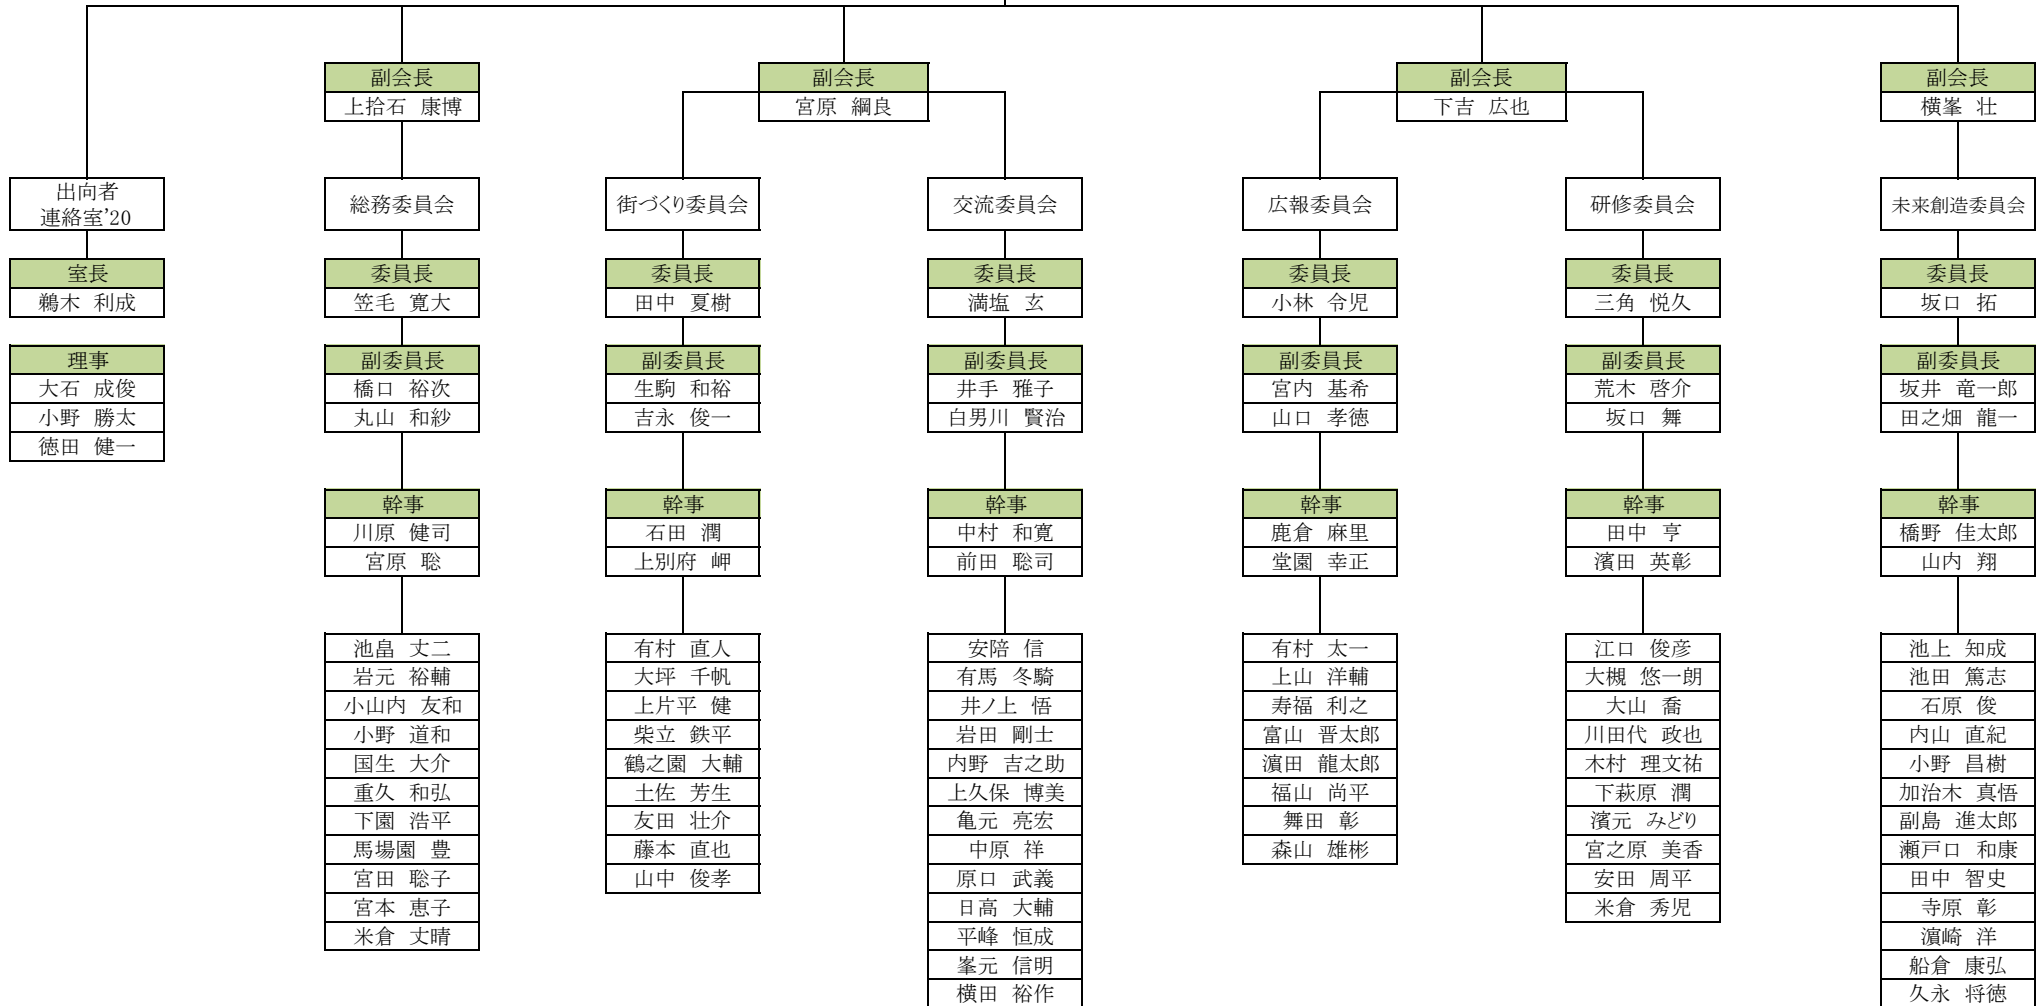 副会長
上拾石 康博
副会長
宮原 綱良
副会長
下吉 広也
副会長
横峯 壮
出向者
連絡室'20
室長
鵜木 利成
理事
大石 成俊
小野 勝太
徳田 健一
総務委員会
委員長
笠毛 寛大
副委員長
橋口 裕次
丸山 和紗
幹事
川原 健司
宮原 聡
池畠 丈二
岩元 裕輔
小山内 友和
小野 道和
国生 大介
重久 和弘
下園 浩平
馬場園 豊
宮田 聡子
宮本 恵子
米倉 丈晴
街づくり委員会
委員長
田中 夏樹
副委員長
生駒 和裕
吉永 俊一
幹事
石田 潤
上別府 岬
有村 直人
大坪 千帆
上片平 健
柴立 鉄平
鶴之園 大輔
土佐 芳生
友田 壮介
藤本 直也
山中 俊孝
交流委員会
委員長
満塩 玄
副委員長
井手 雅子
白男川 賢治
幹事
中村 和寛
前田 聡司
安陪 信
有馬 冬騎
井ノ上 悟
岩田 剛士
内野 吉之助
上久保 博美
亀元 亮宏
中原 祥
原口 武義
日高 大輔
平峰 恒成
峯元 信明
横田 裕作
広報委員会
委員長
小林 令児
副委員長
宮内 基希
山口 孝徳
幹事
鹿倉 麻里
堂園 幸正
有村 太一
上山 洋輔
寿福 利之
富山 晋太郎
濵田 龍太郎
福山 尚平
舞田 彰
森山 雄彬
研修委員会
委員長
三角 悦久
副委員長
荒木 啓介
坂口 舞
幹事
田中 亨
濱田 英彰
江口 俊彦
大槻 悠一朗
大山 喬
川田代 政也
木村 理文祐
下萩原 潤
濱元 みどり
宮之原 美香
安田 周平
米倉 秀児
未来創造委員会
委員長
坂口 拓
副委員長
坂井 竜一郎
田之畑 龍一
幹事
橋野 佳太郎
山内 翔
池上 知成
池田 篤志
石原 俊
内山 直紀
小野 昌樹
加治木 真悟
副島 進太郎
瀬戸口 和康
田中 智史
寺原 彰
濵崎 洋
船倉 康弘
久永 将徳